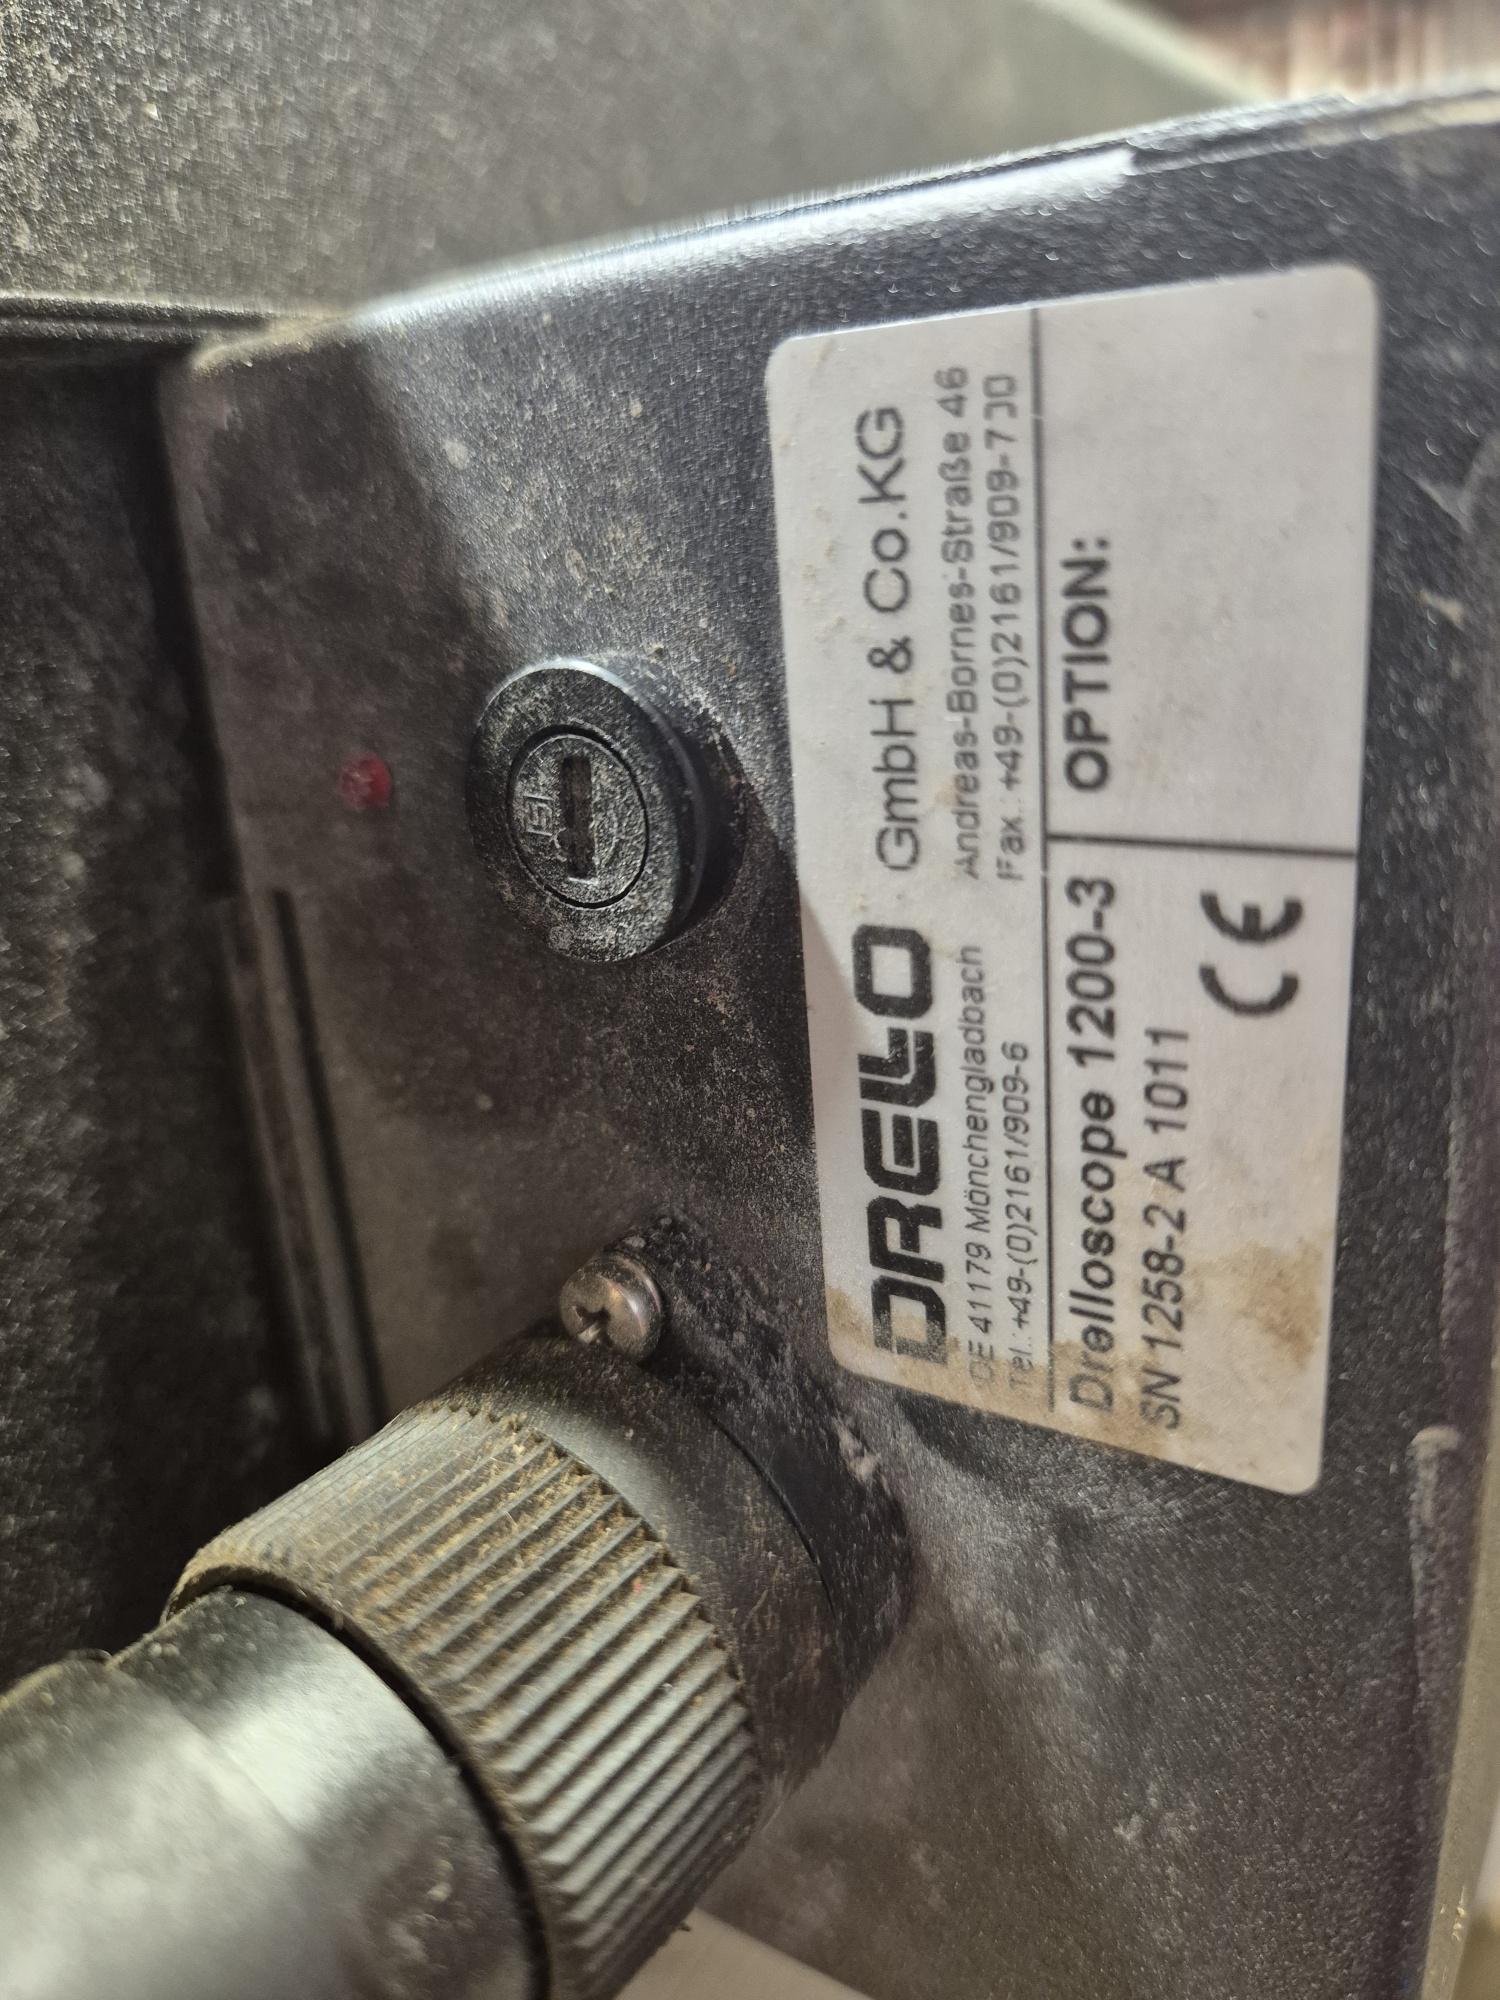 DRELLO GmbH & Co.KG
DE 41179 Mönchengladbach Andreas-Bornes-Straße 46
Tel.:+49-(0)2161/909-6 Fax.:+49-(0)2161/909-700
Drelloscope 1200-3
SN 1258-2 A 1011
CE
OPTION: